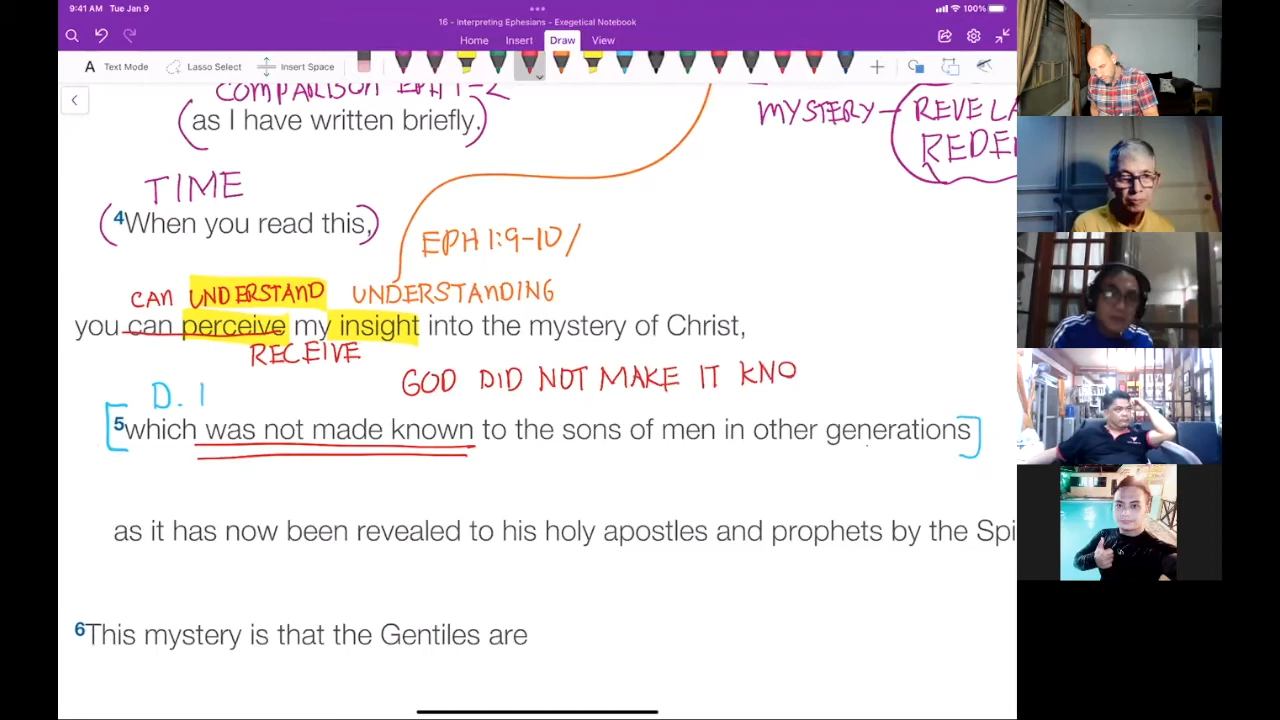 9:41 AM Tue Jan 9
100%
16 - Interpreting Ephesians - Exegetical Notebook
Home Insert Draw View
A Text Mode Lasso Select Insert Space
COMPARISON EPH 1-2
(as I have written briefly.)
MYSTERY – REVELA
REDE
TIME
(4When you read this,)
EPH 1:9-10 /
CAN UNDERSTAND UNDERSTANDING
you can perceive my insight into the mystery of Christ,
RECEIVE
GOD DID NOT MAKE IT KNO
D. I
[5which was not made known to the sons of men in other generations]
as it has now been revealed to his holy apostles and prophets by the Spi
6This mystery is that the Gentiles are